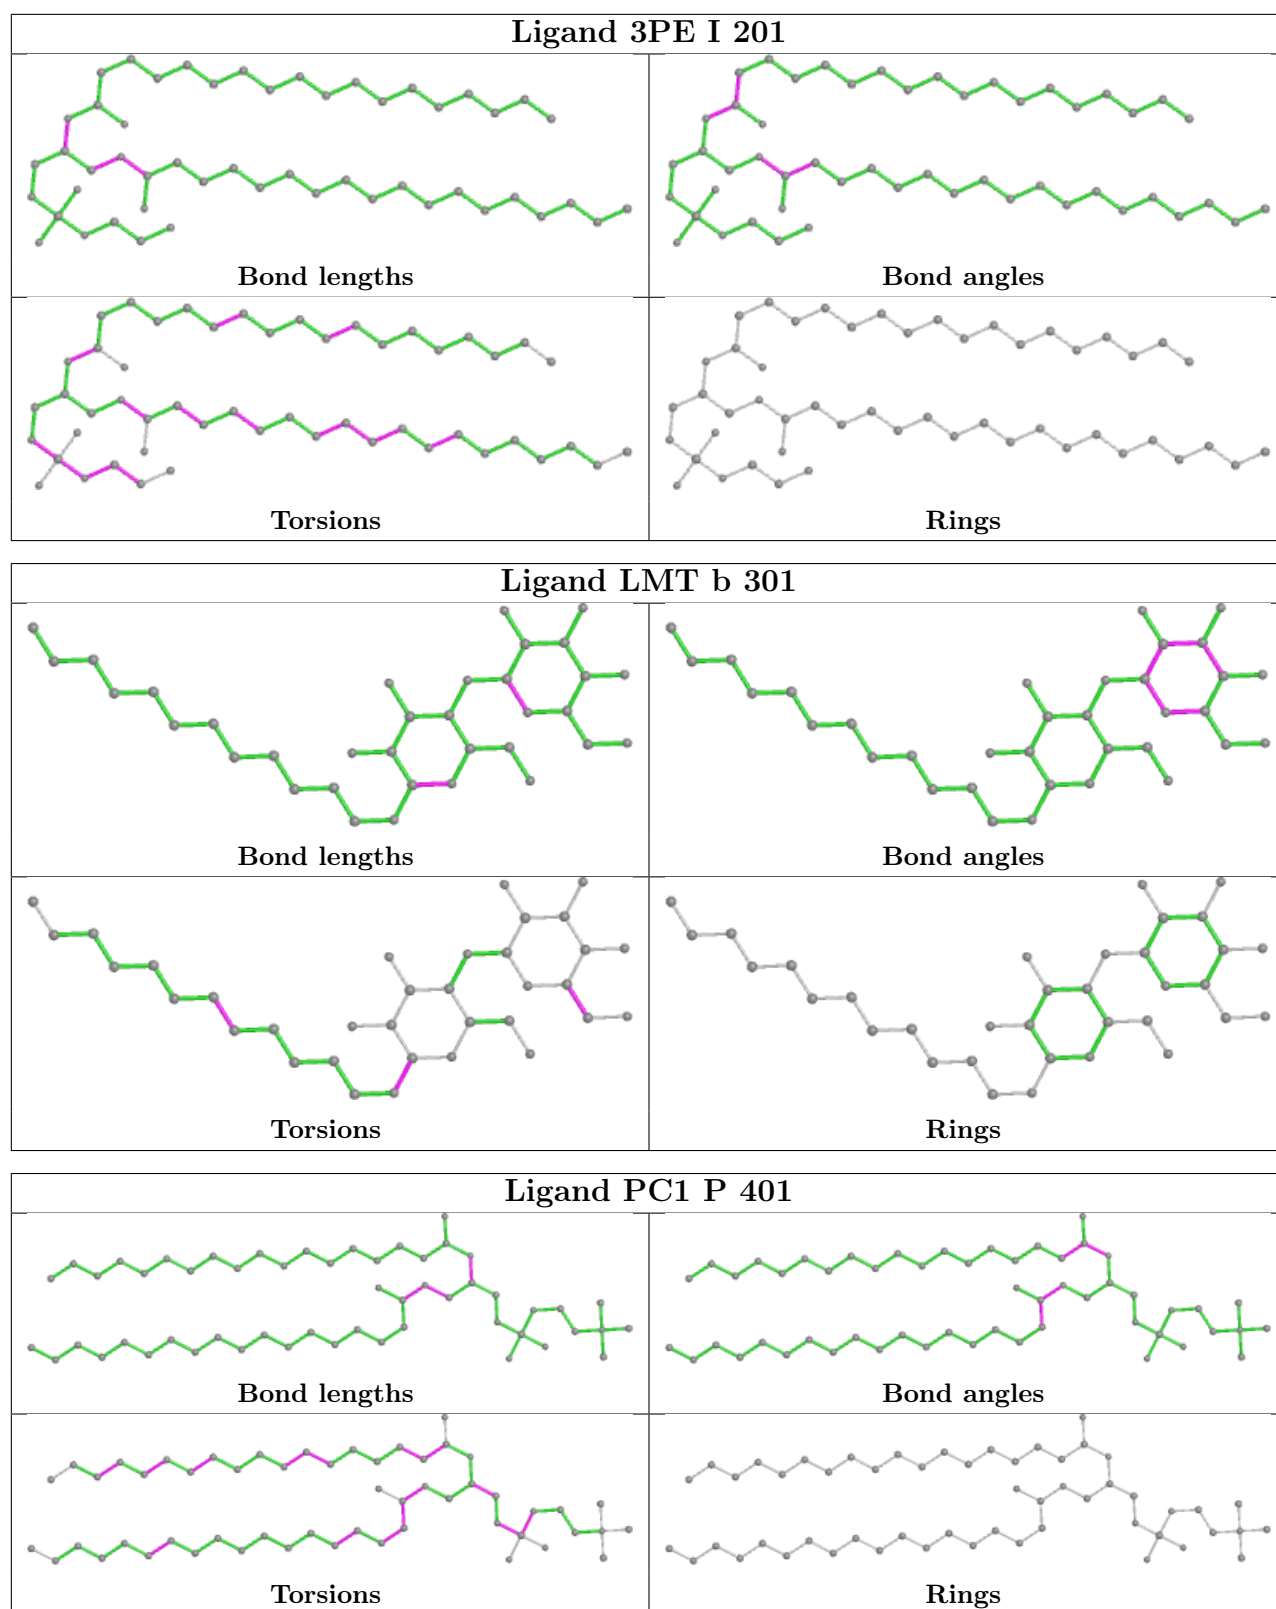 Ligand 3PE I 201
Bond lengths
Bond angles
Torsions
Rings
Ligand LMT b 301
Bond lengths
Bond angles
Torsions
Rings
Ligand PC1 P 401
Bond lengths
Bond angles
Torsions
Rings